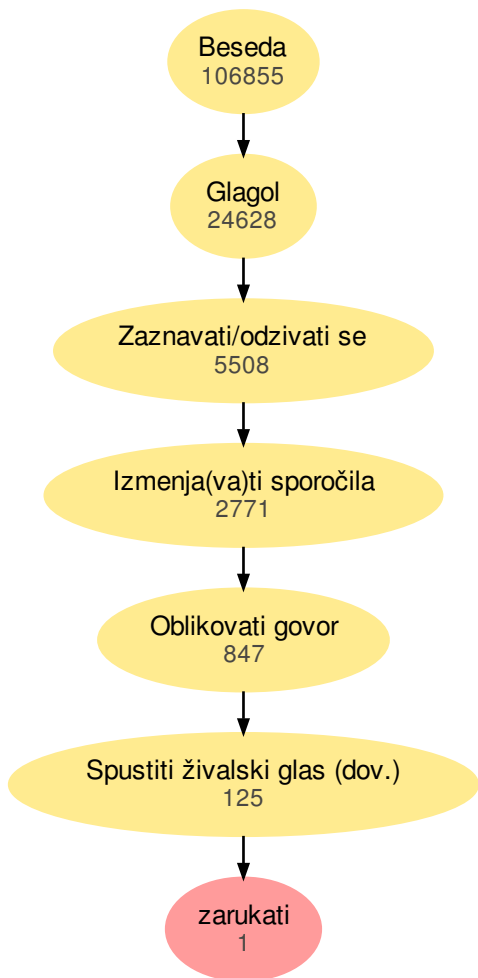 Beseda
106855
Glagol
24628
Zaznavati/odzivati se
5508
Izmenja(va)ti sporočila
2771
Oblikovati govor
847
Spustiti živalski glas (dov.)
125
zarukati
1